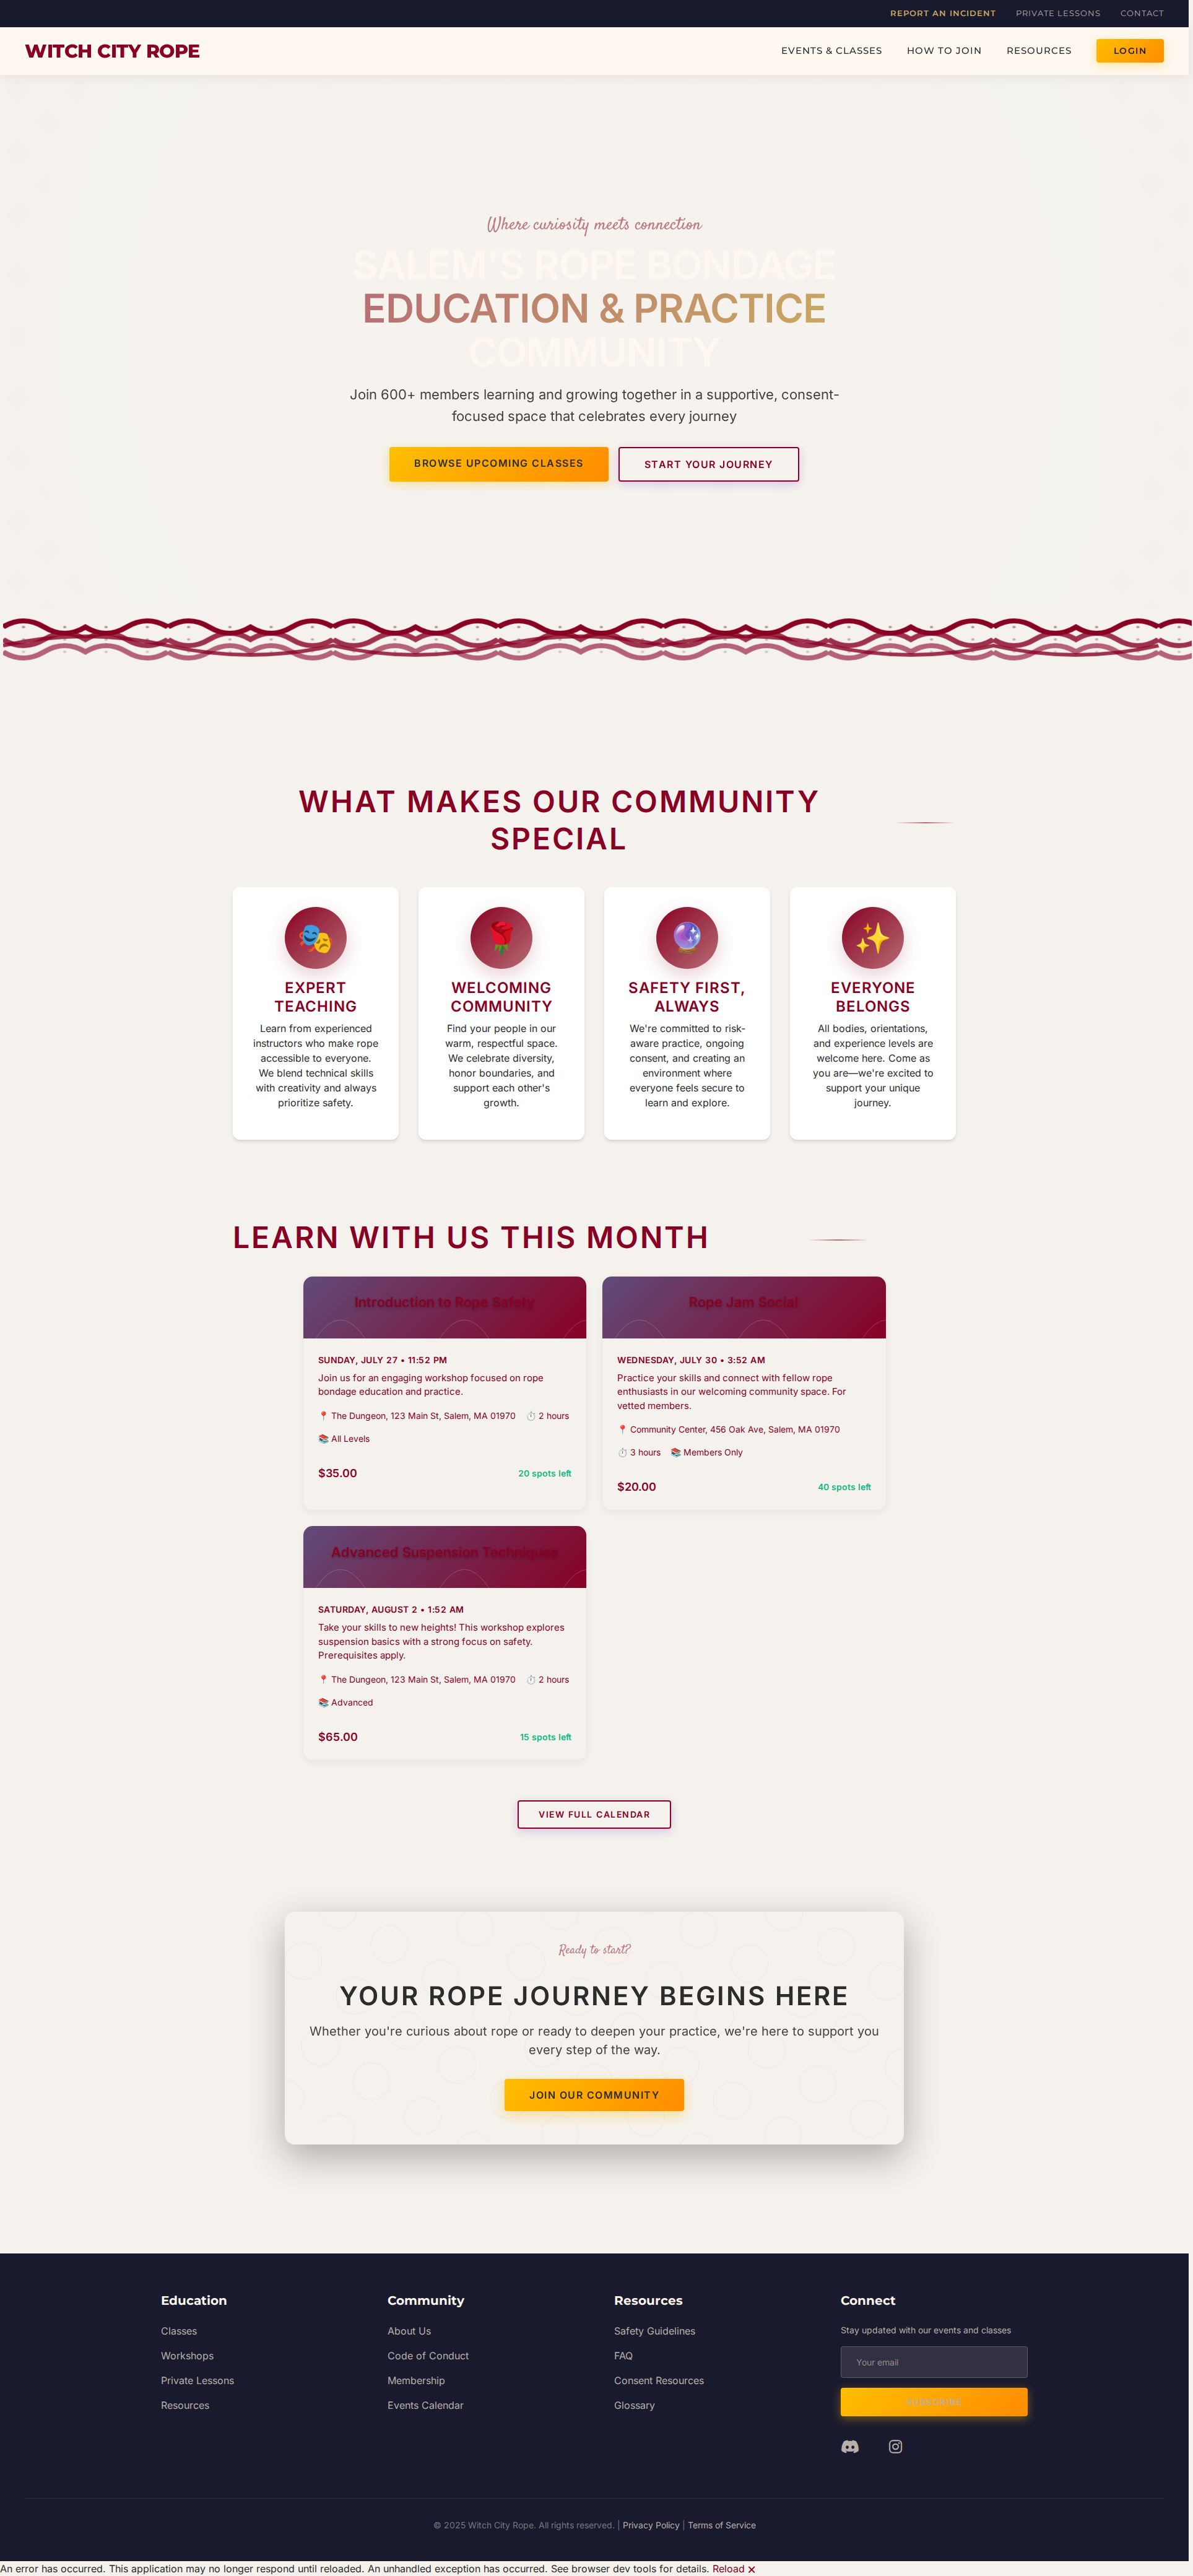 REPORT AN INCIDENT PRIVATE LESSONS CONTACT
WITCH CITY ROPE EVENTS & CLASSES HOW TO JOIN RESOURCES LOGIN
Where curiosity meets connection
SALEM'S ROPE BONDAGE
EDUCATION & PRACTICE
COMMUNITY
Join 600+ members learning and growing together in a supportive, consent-
focused space that celebrates every journey
BROWSE UPCOMING CLASSES START YOUR JOURNEY
WHAT MAKES OUR COMMUNITY
SPECIAL
EXPERT
TEACHING
Learn from experienced
instructors who make rope
accessible to everyone.
We blend technical skills
with creativity and always
prioritize safety.
WELCOMING
COMMUNITY
Find your people in our
warm, respectful space.
We celebrate diversity,
honor boundaries, and
support each other's
growth.
SAFETY FIRST,
ALWAYS
We're committed to risk-
aware practice, ongoing
consent, and creating an
environment where
everyone feels secure to
learn and explore.
EVERYONE
BELONGS
All bodies, orientations,
and experience levels are
welcome here. Come as
you are—we're excited to
support your unique
journey.
LEARN WITH US THIS MONTH
Introduction to Rope Safety
SUNDAY, JULY 27 • 11:52 PM
Join us for an engaging workshop focused on rope
bondage education and practice.
📍 The Dungeon, 123 Main St, Salem, MA 01970 ⏱️ 2 hours
📚 All Levels
$35.00 20 spots left
Rope Jam Social
WEDNESDAY, JULY 30 • 3:52 AM
Practice your skills and connect with fellow rope
enthusiasts in our welcoming community space. For
vetted members.
📍 Community Center, 456 Oak Ave, Salem, MA 01970
⏱️ 3 hours 📚 Members Only
$20.00 40 spots left
Advanced Suspension Techniques
SATURDAY, AUGUST 2 • 1:52 AM
Take your skills to new heights! This workshop explores
suspension basics with a strong focus on safety.
Prerequisites apply.
📍 The Dungeon, 123 Main St, Salem, MA 01970 ⏱️ 2 hours
📚 Advanced
$65.00 15 spots left
VIEW FULL CALENDAR
Ready to start?
YOUR ROPE JOURNEY BEGINS HERE
Whether you're curious about rope or ready to deepen your practice, we're here to support you
every step of the way.
JOIN OUR COMMUNITY
Education
Classes
Workshops
Private Lessons
Resources
Community
About Us
Code of Conduct
Membership
Events Calendar
Resources
Safety Guidelines
FAQ
Consent Resources
Glossary
Connect
Stay updated with our events and classes
Your email
SUBSCRIBE
© 2025 Witch City Rope. All rights reserved. | Privacy Policy | Terms of Service
An error has occurred. This application may no longer respond until reloaded. An unhandled exception has occurred. See browser dev tools for details. Reload ✕